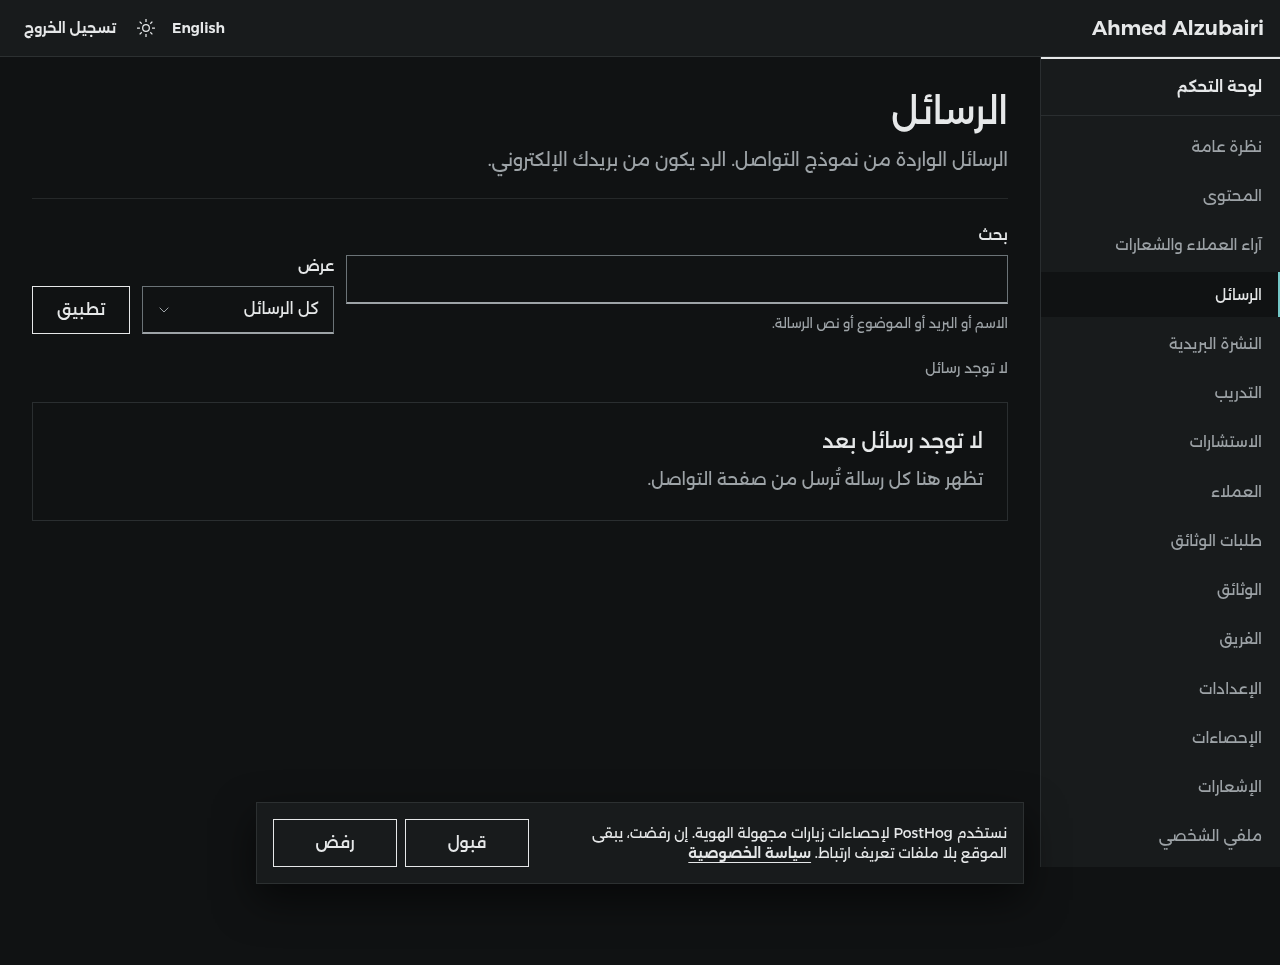 Ahmed Alzubairi
English
تسجيل الخروج
لوحة التحكم
نظرة عامة
المحتوى
آراء العملاء والشعارات
الرسائل
النشرة البريدية
التدريب
الاستشارات
العملاء
طلبات الوثائق
الوثائق
الفريق
الإعدادات
الإحصاءات
الإشعارات
ملفي الشخصي
الرسائل
الرسائل الواردة من نموذج التواصل. الرد يكون من بريدك الإلكتروني.
بحث
الاسم أو البريد أو الموضوع أو نص الرسالة.
عرض
كل الرسائل
تطبيق
لا توجد رسائل
لا توجد رسائل بعد
تظهر هنا كل رسالة تُرسل من صفحة التواصل.
نستخدم PostHog لإحصاءات زيارات مجهولة الهوية. إن رفضت، يبقى
الموقع بلا ملفات تعريف ارتباط. سياسة الخصوصية
قبول
رفض